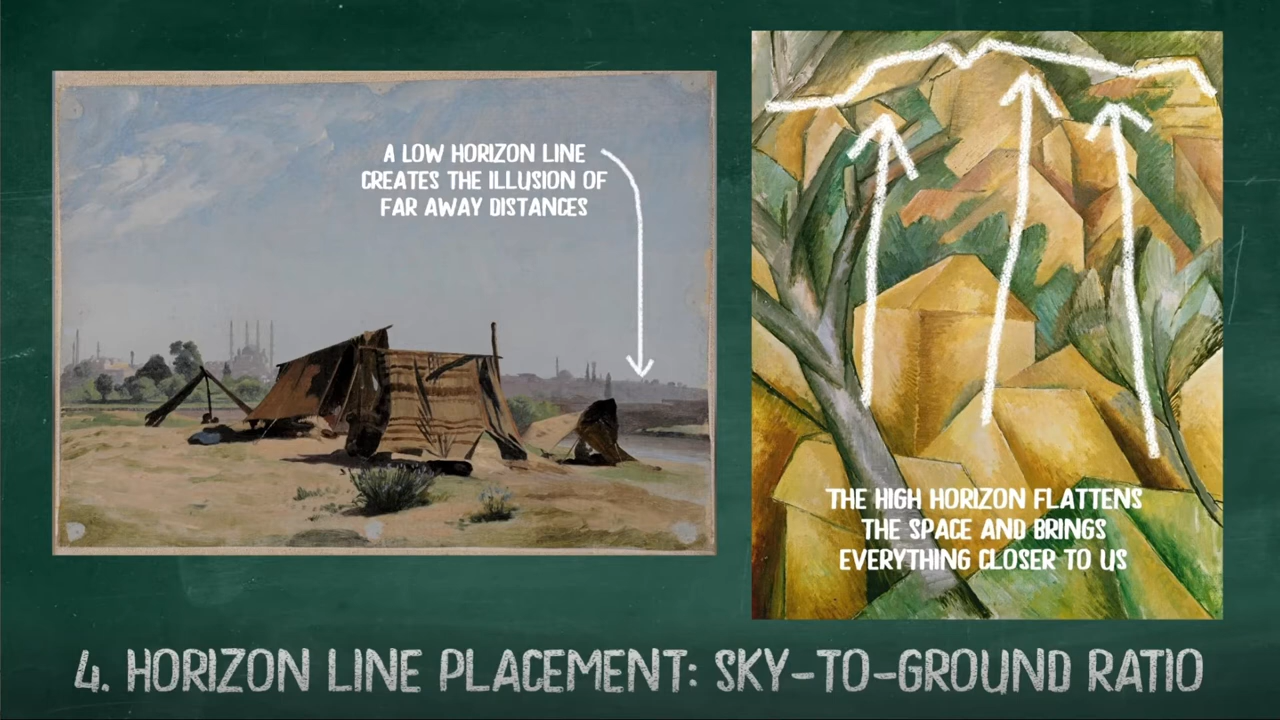 A LOW HORIZON LINE
CREATES THE ILLUSION OF
FAR AWAY DISTANCES
THE HIGH HORIZON FLATTENS
THE SPACE AND BRINGS
EVERYTHING CLOSER TO US
4. HORIZON LINE PLACEMENT: SKY-TO-GROUND RATIO